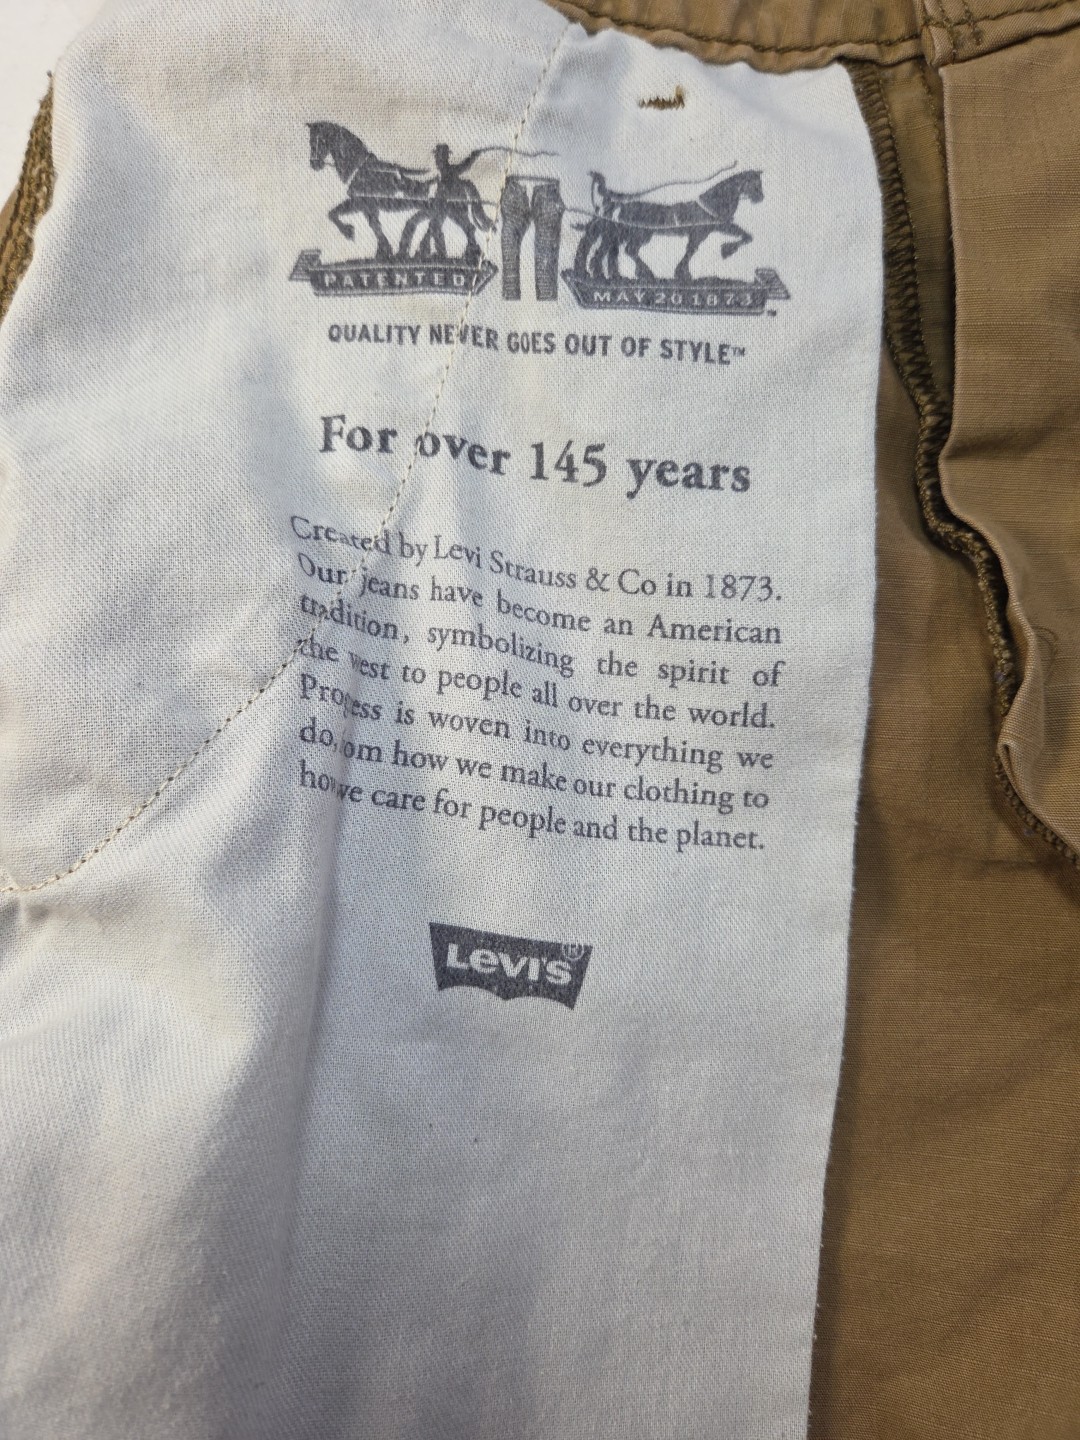 PATENTED
MAY 20 1873
QUALITY NEVER GOES OUT OF STYLE™
For over 145 years
Created by Levi Strauss & Co in 1873.
Our jeans have become an American
tradition, symbolizing the spirit of
the west to people all over the world.
Progress is woven into everything we
do, from how we make our clothing to
how we care for people and the planet.
Levi's®